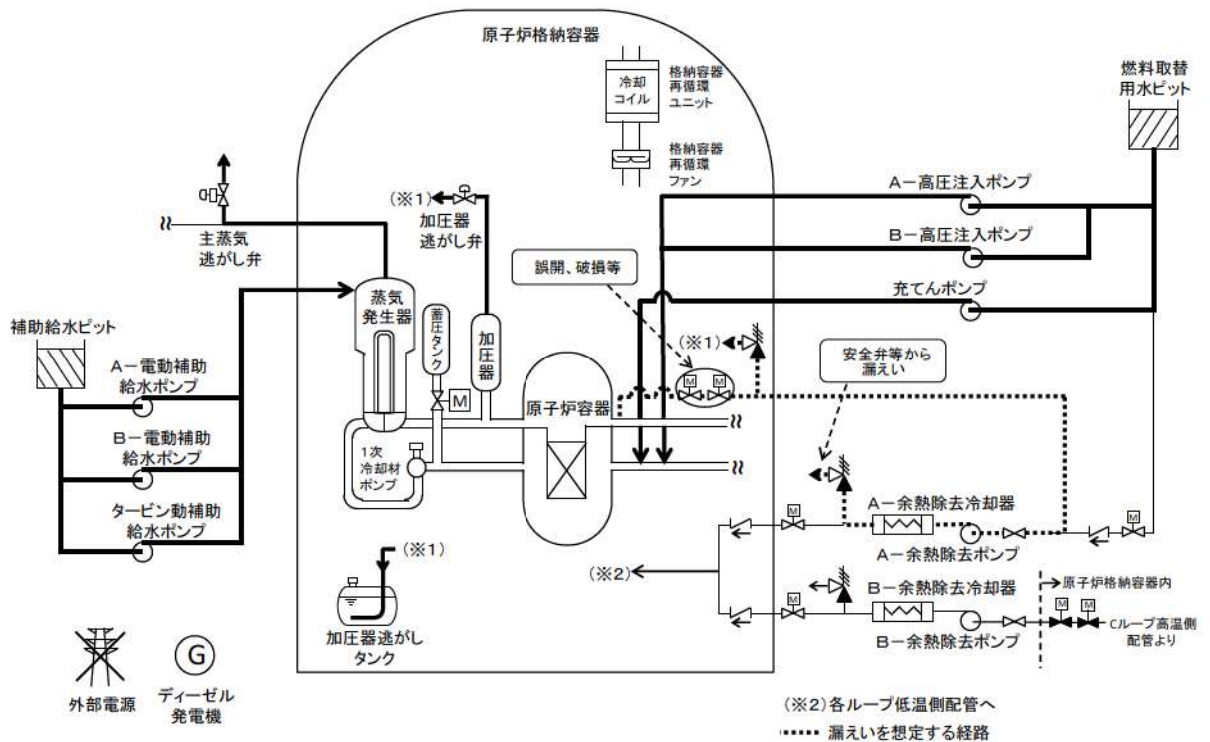 原子炉格納容器
冷却
コイル
格納容器
再循環
ユニット
格納容器
再循環
ファン
燃料取替
用水ピット
A－高圧注入ポンプ
B－高圧注入ポンプ
充てんポンプ
主蒸気
逃がし弁
(※1)
加圧器
逃がし弁
誤開、破損等
(※1)
安全弁等から
漏えい
蒸気
発生器
蓄圧タンク
加圧器
M
M
M
原子炉容器
1次
冷却材
ポンプ
補助給水ピット
A－電動補助
給水ポンプ
B－電動補助
給水ポンプ
タービン動補助
給水ポンプ
M
A－余熱除去冷却器
M
A－余熱除去ポンプ
(※2)
M
B－余熱除去冷却器
B－余熱除去ポンプ
原子炉格納容器内
M
M
Cループ高温側
配管より
(※1)
加圧器逃がし
タンク
外部電源
G
ディーゼル
発電機
(※2)各ループ低温側配管へ
漏えいを想定する経路